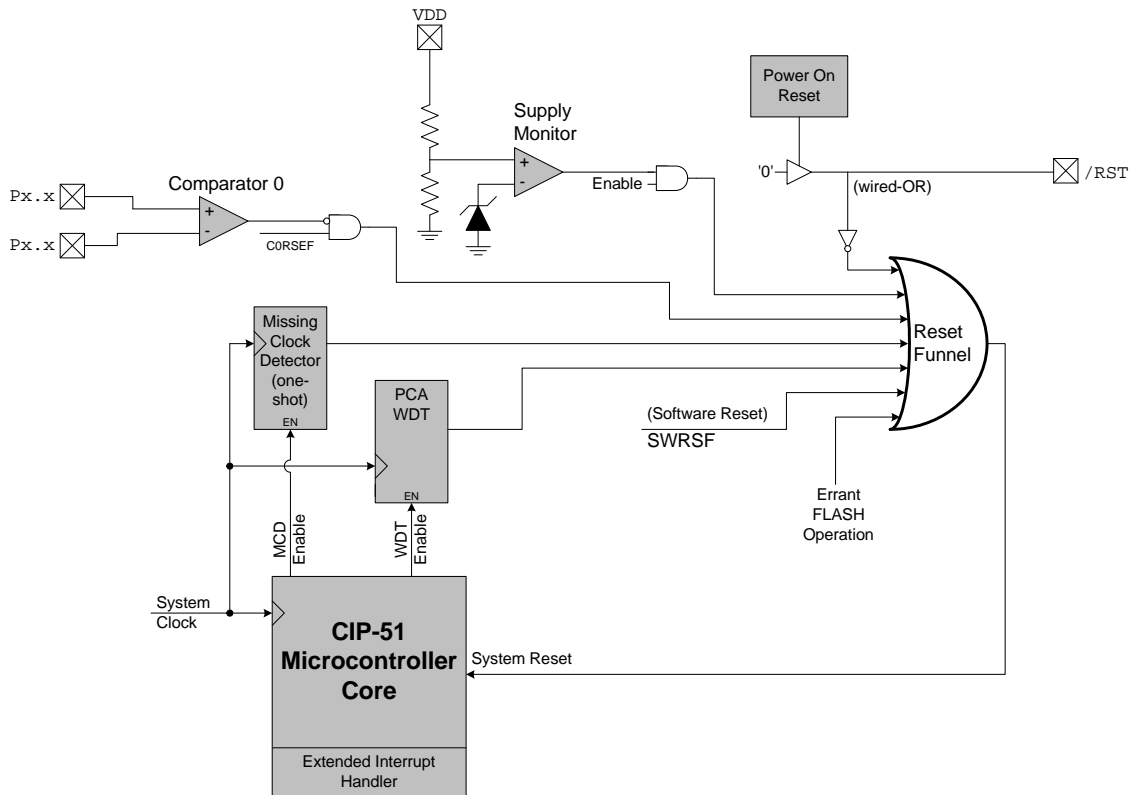 VDD
Power On
Reset
Supply
Monitor
+
-
Enable
'0'
(wired-OR)
/RST
Px.x
Px.x
Comparator 0
+
-
C0RSEF
Missing
Clock
Detector
(one-
shot)
EN
PCA
WDT
EN
Reset
Funnel
(Software Reset)
SWRSF
Errant
FLASH
Operation
MCD
Enable
WDT
Enable
System
Clock
CIP-51
Microcontroller
Core
System Reset
Extended Interrupt
Handler